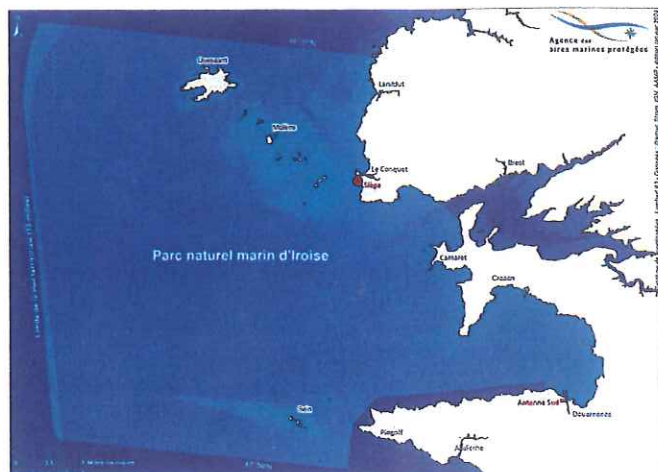 Agence des
aires marines protégées
Ouessant
Lanildut
Molène
Le Conquet
Siège
Brest
Parc naturel marin d'Iroise
Camaret
Crozon
Sein
Antenne Sud
Douarnenez
Plogoff
Audierne